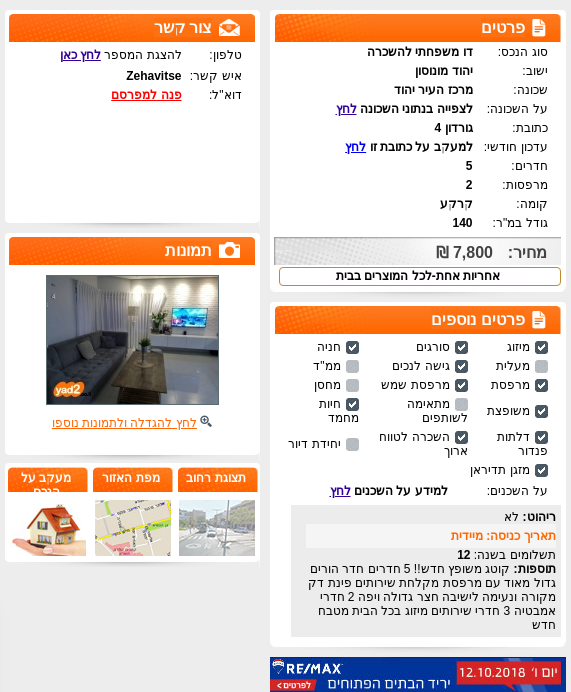 פרטים
סוג הנכס: דו משפחתי להשכרה
ישוב: יהוד מונוסון
שכונה: מרכז העיר יהוד
על השכונה: לצפייה בנתוני השכונה לחץ
כתובת: גורדון 4
עדכון חודשי: למעקב על כתובת זו לחץ
חדרים: 5
מרפסות: 2
קומה: קרקע
גודל במ"ר: 140
מחיר: 7,800 ₪
אחריות אחת-לכל המוצרים בבית
פרטים נוספים
מיזוג סורגים חניה
מעלית גישה לנכים ממ"ד
מרפסת מרפסת שמש מחסן
משופצת מתאימה לשותפים חיות מחמד
דלתות פנדור השכרה לטווח ארוך יחידת דיור
מזגן תדיראן
על השכנים: למידע על השכנים לחץ
ריהוט: לא
תאריך כניסה: מיידית
תשלומים בשנה: 12
תוספות: קוטג משופץ חדש!! 5 חדרים חדר הורים
גדול מאוד עם מרפסת מקלחת שירותים פינת דק
מקורה ונעימה לישיבה חצר גדולה ויפה 2 חדרי
אמבטיה 3 חדרי שירותים מיזוג בכל הבית מטבח
חדש
RE/MAX
יום ו' 12.10.2018
יריד הבתים הפתוחים
לפרטים >
צור קשר
טלפון: להצגת המספר לחץ כאן
איש קשר: Zehavitse
דוא"ל: פנה למפרסם
תמונות
yad2
לחץ להגדלה ולתמונות נוספו
תצוגת רחוב
מפת האזור
מעקב על